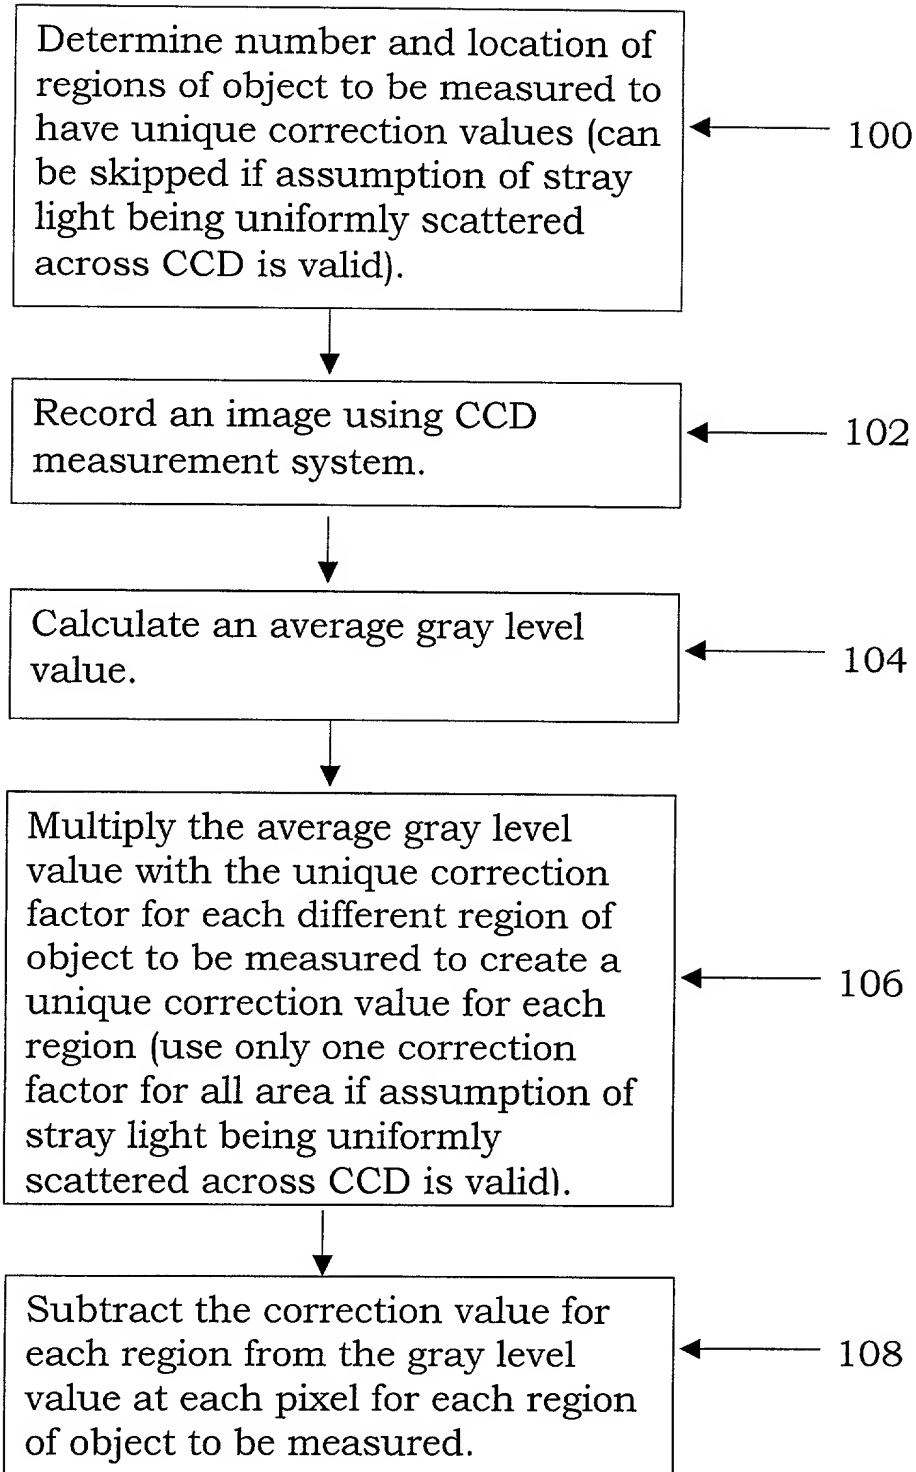 Determine number and location of
regions of object to be measured to
have unique correction values (can
be skipped if assumption of stray
light being uniformly scattered
across CCD is valid).
100
Record an image using CCD
measurement system.
102
Calculate an average gray level
value.
104
Multiply the average gray level
value with the unique correction
factor for each different region of
object to be measured to create a
unique correction value for each
region (use only one correction
factor for all area if assumption of
stray light being uniformly
scattered across CCD is valid).
106
Subtract the correction value for
each region from the gray level
value at each pixel for each region
of object to be measured.
108